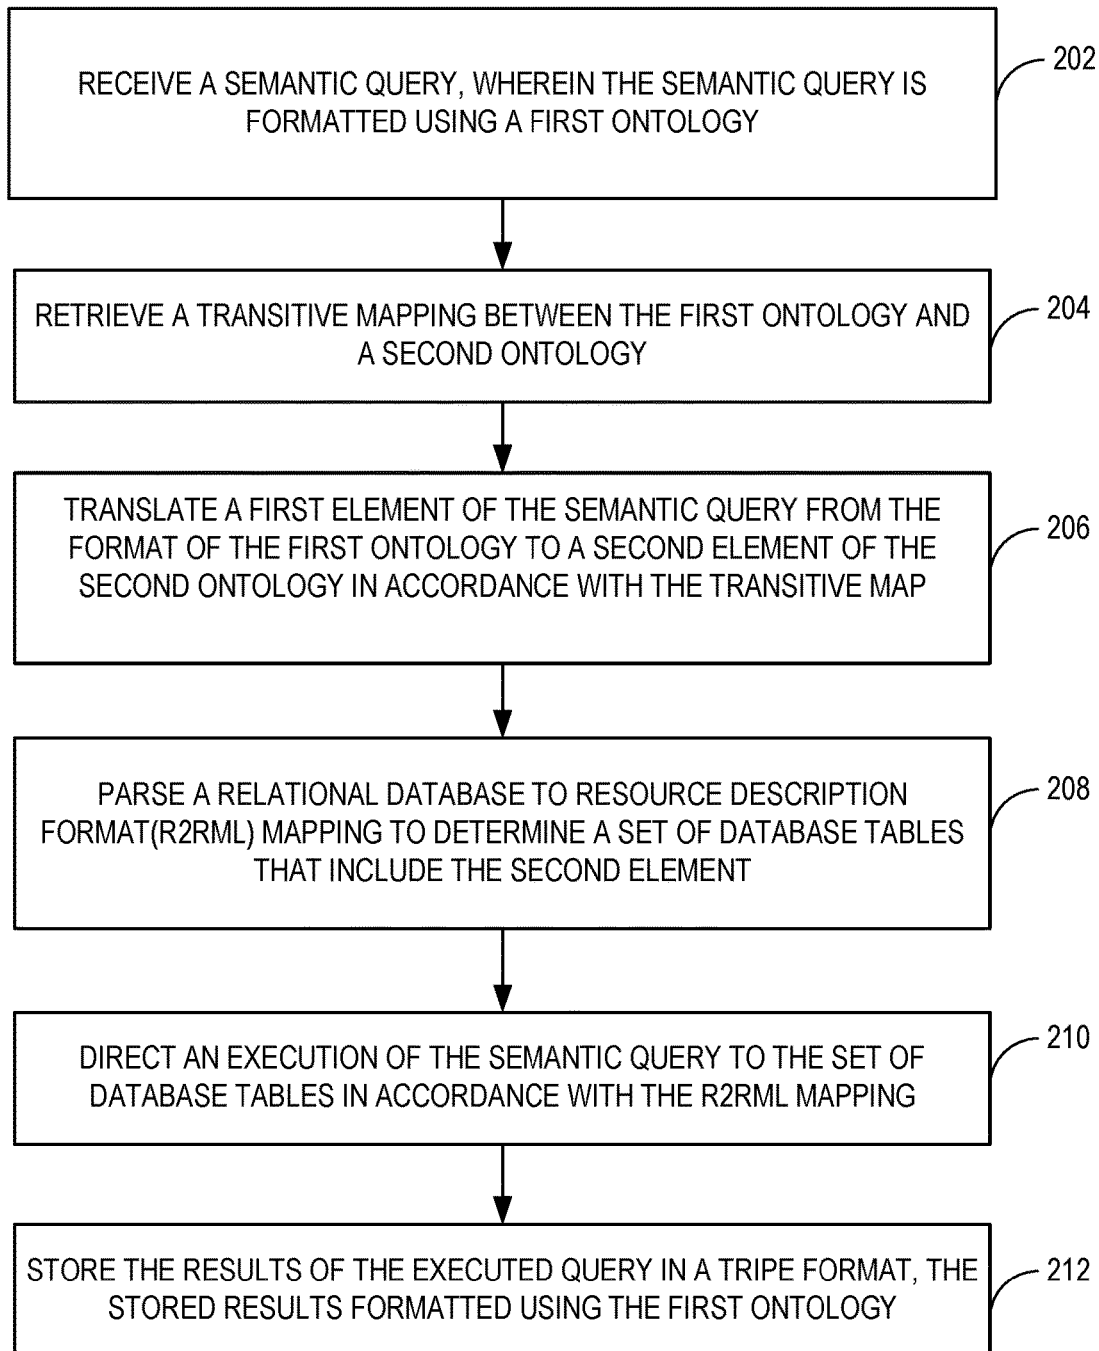 RECEIVE A SEMANTIC QUERY, WHEREIN THE SEMANTIC QUERY IS
FORMATTED USING A FIRST ONTOLOGY
202
RETRIEVE A TRANSITIVE MAPPING BETWEEN THE FIRST ONTOLOGY AND
A SECOND ONTOLOGY
204
TRANSLATE A FIRST ELEMENT OF THE SEMANTIC QUERY FROM THE
FORMAT OF THE FIRST ONTOLOGY TO A SECOND ELEMENT OF THE
SECOND ONTOLOGY IN ACCORDANCE WITH THE TRANSITIVE MAP
206
PARSE A RELATIONAL DATABASE TO RESOURCE DESCRIPTION
FORMAT(R2RML) MAPPING TO DETERMINE A SET OF DATABASE TABLES
THAT INCLUDE THE SECOND ELEMENT
208
DIRECT AN EXECUTION OF THE SEMANTIC QUERY TO THE SET OF
DATABASE TABLES IN ACCORDANCE WITH THE R2RML MAPPING
210
STORE THE RESULTS OF THE EXECUTED QUERY IN A TRIPE FORMAT, THE
STORED RESULTS FORMATTED USING THE FIRST ONTOLOGY
212